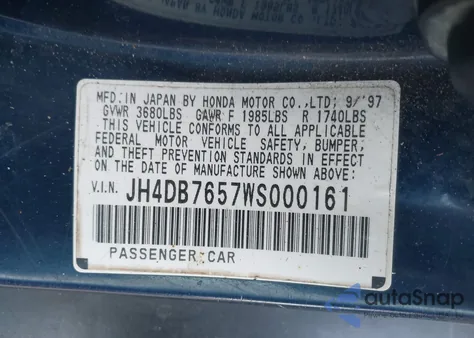 MFD.IN JAPAN BY HONDA MOTOR CO.,LTD; 9/'97
GVWR 3680LBS GAWR F 1985LBS R 1740LBS
THIS VEHICLE CONFORMS TO ALL APPLICABLE
FEDERAL MOTOR VEHICLE SAFETY, BUMPER,
AND THEFT PREVENTION STANDARDS IN EFFECT
ON THE DATE OF MANUFACTURE SHOWN ABOVE:
V.I.N. JH4DB7657WS000161
PASSENGER CAR
autoSnap